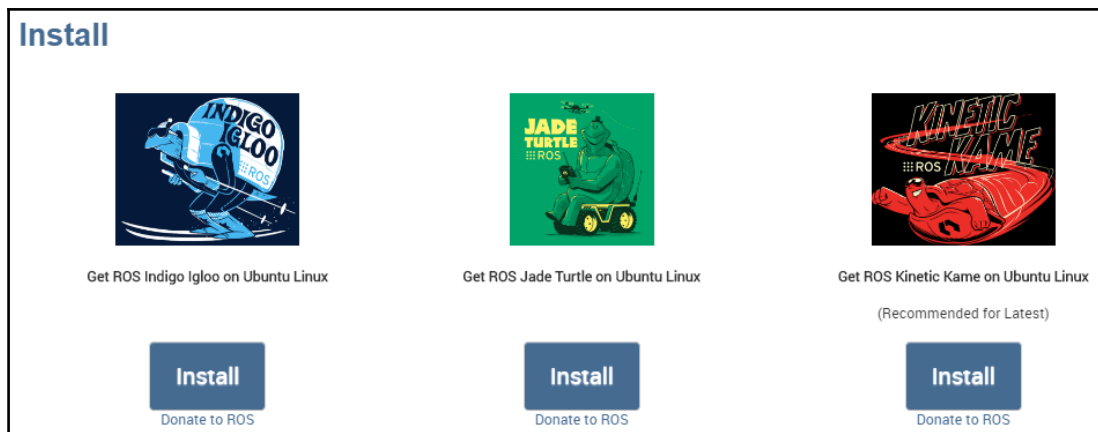 Install
INDIGO
IGLOO
ROS
JADE
TURTLE
ROS
KINETIC
KAME
ROS
Get ROS Indigo Igloo on Ubuntu Linux
Get ROS Jade Turtle on Ubuntu Linux
Get ROS Kinetic Kame on Ubuntu Linux
(Recommended for Latest)
Install
Install
Install
Donate to ROS
Donate to ROS
Donate to ROS